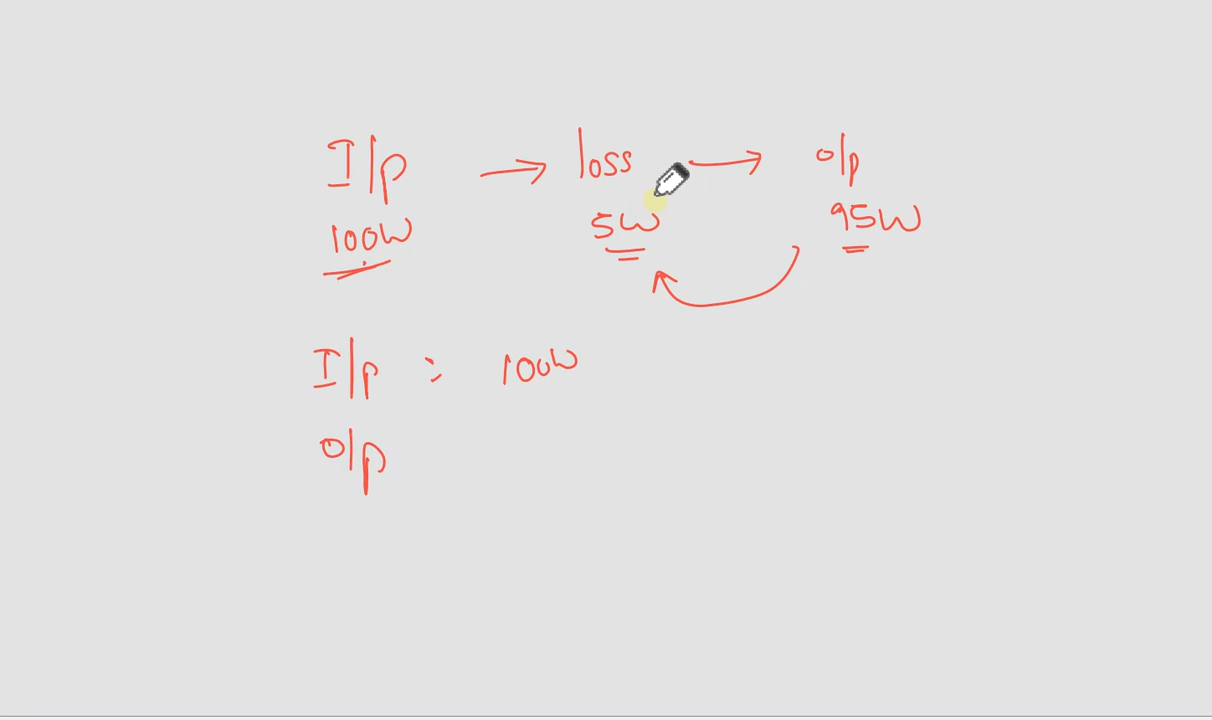 I/p → loss → o/p
100W 5W 95W
I/p : 100W
o/p